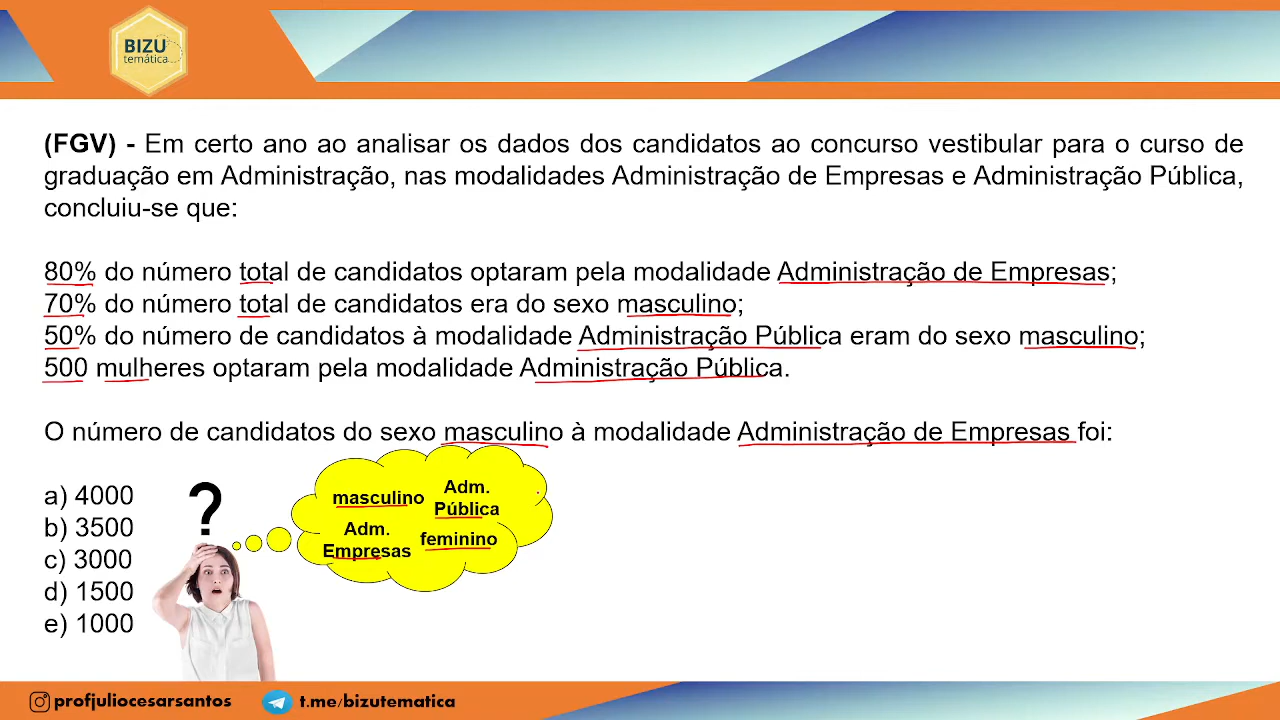 BIZU
temática
(FGV) - Em certo ano ao analisar os dados dos candidatos ao concurso vestibular para o curso de
graduação em Administração, nas modalidades Administração de Empresas e Administração Pública,
concluiu-se que:
80% do número total de candidatos optaram pela modalidade Administração de Empresas;
70% do número total de candidatos era do sexo masculino;
50% do número de candidatos à modalidade Administração Pública eram do sexo masculino;
500 mulheres optaram pela modalidade Administração Pública.
O número de candidatos do sexo masculino à modalidade Administração de Empresas foi:
a) 4000
b) 3500
c) 3000
d) 1500
e) 1000
?
masculino
Adm.
Pública
Adm.
Empresas
feminino
profjuliocesarsantos
t.me/bizutematica